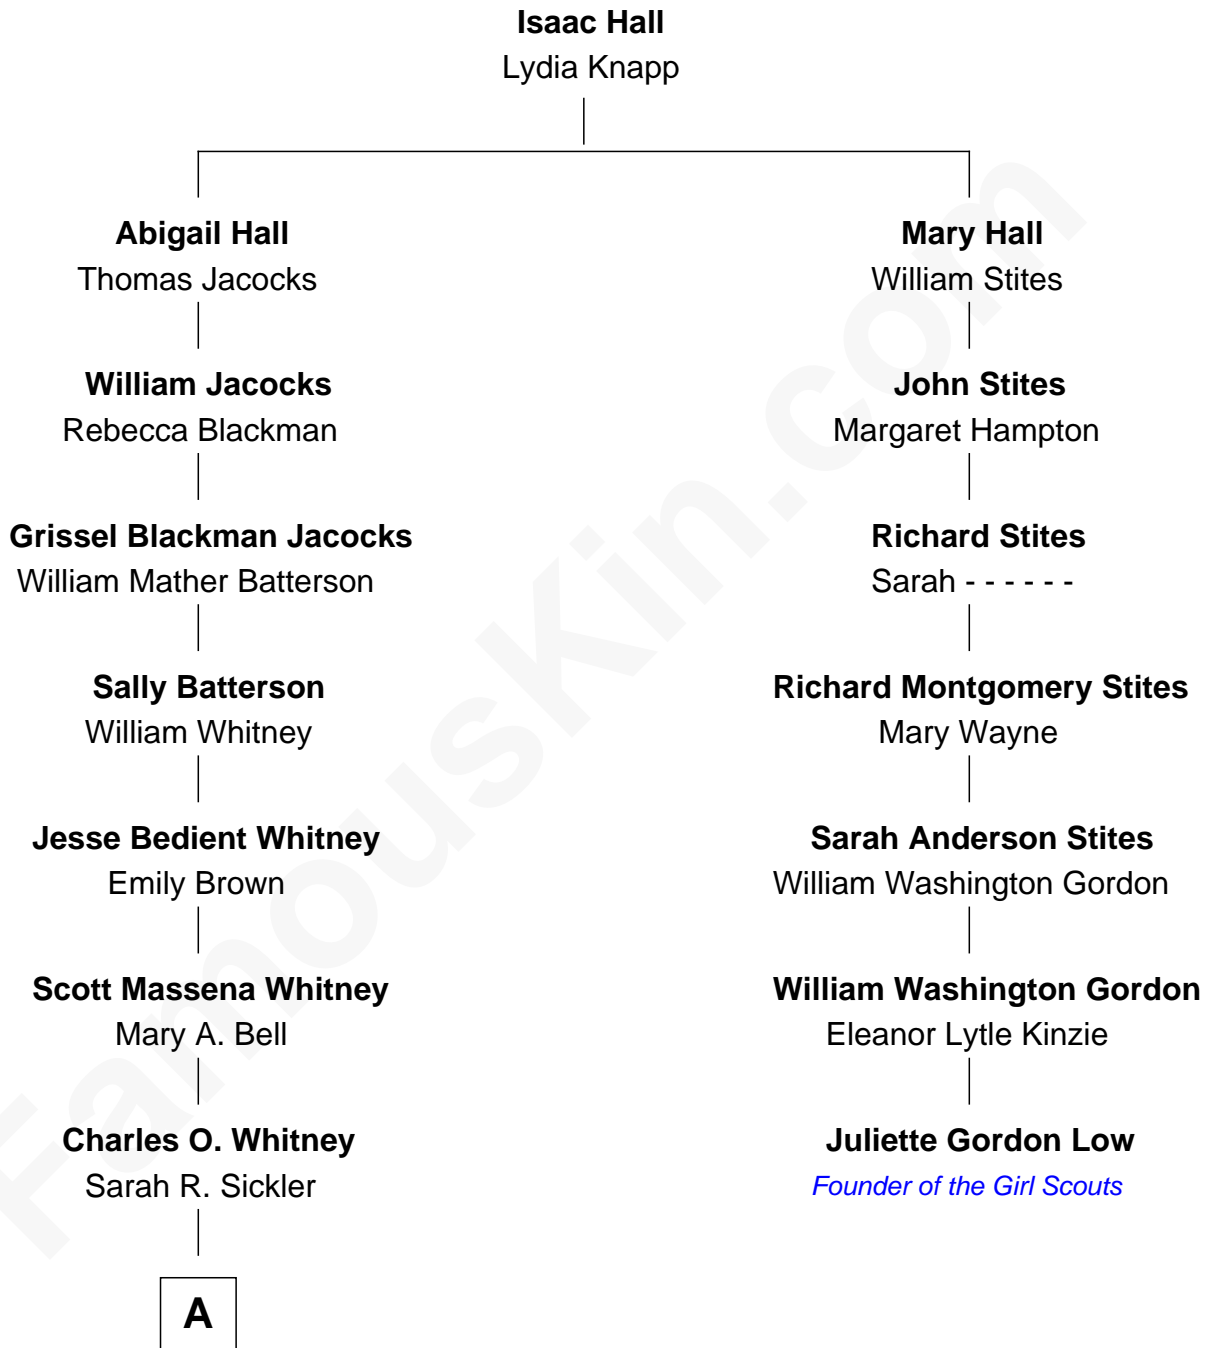 Isaac Hall
Lydia Knapp
Abigail Hall
Thomas Jacocks
Mary Hall
William Stites
William Jacocks
Rebecca Blackman
John Stites
Margaret Hampton
Grissel Blackman Jacocks
William Mather Batterson
Richard Stites
Sarah - - - - - -
Sally Batterson
William Whitney
Richard Montgomery Stites
Mary Wayne
Jesse Bedient Whitney
Emily Brown
Sarah Anderson Stites
William Washington Gordon
Scott Massena Whitney
Mary A. Bell
William Washington Gordon
Eleanor Lytle Kinzie
Charles O. Whitney
Sarah R. Sickler
Juliette Gordon Low
Founder of the Girl Scouts
A
FamousKin.com